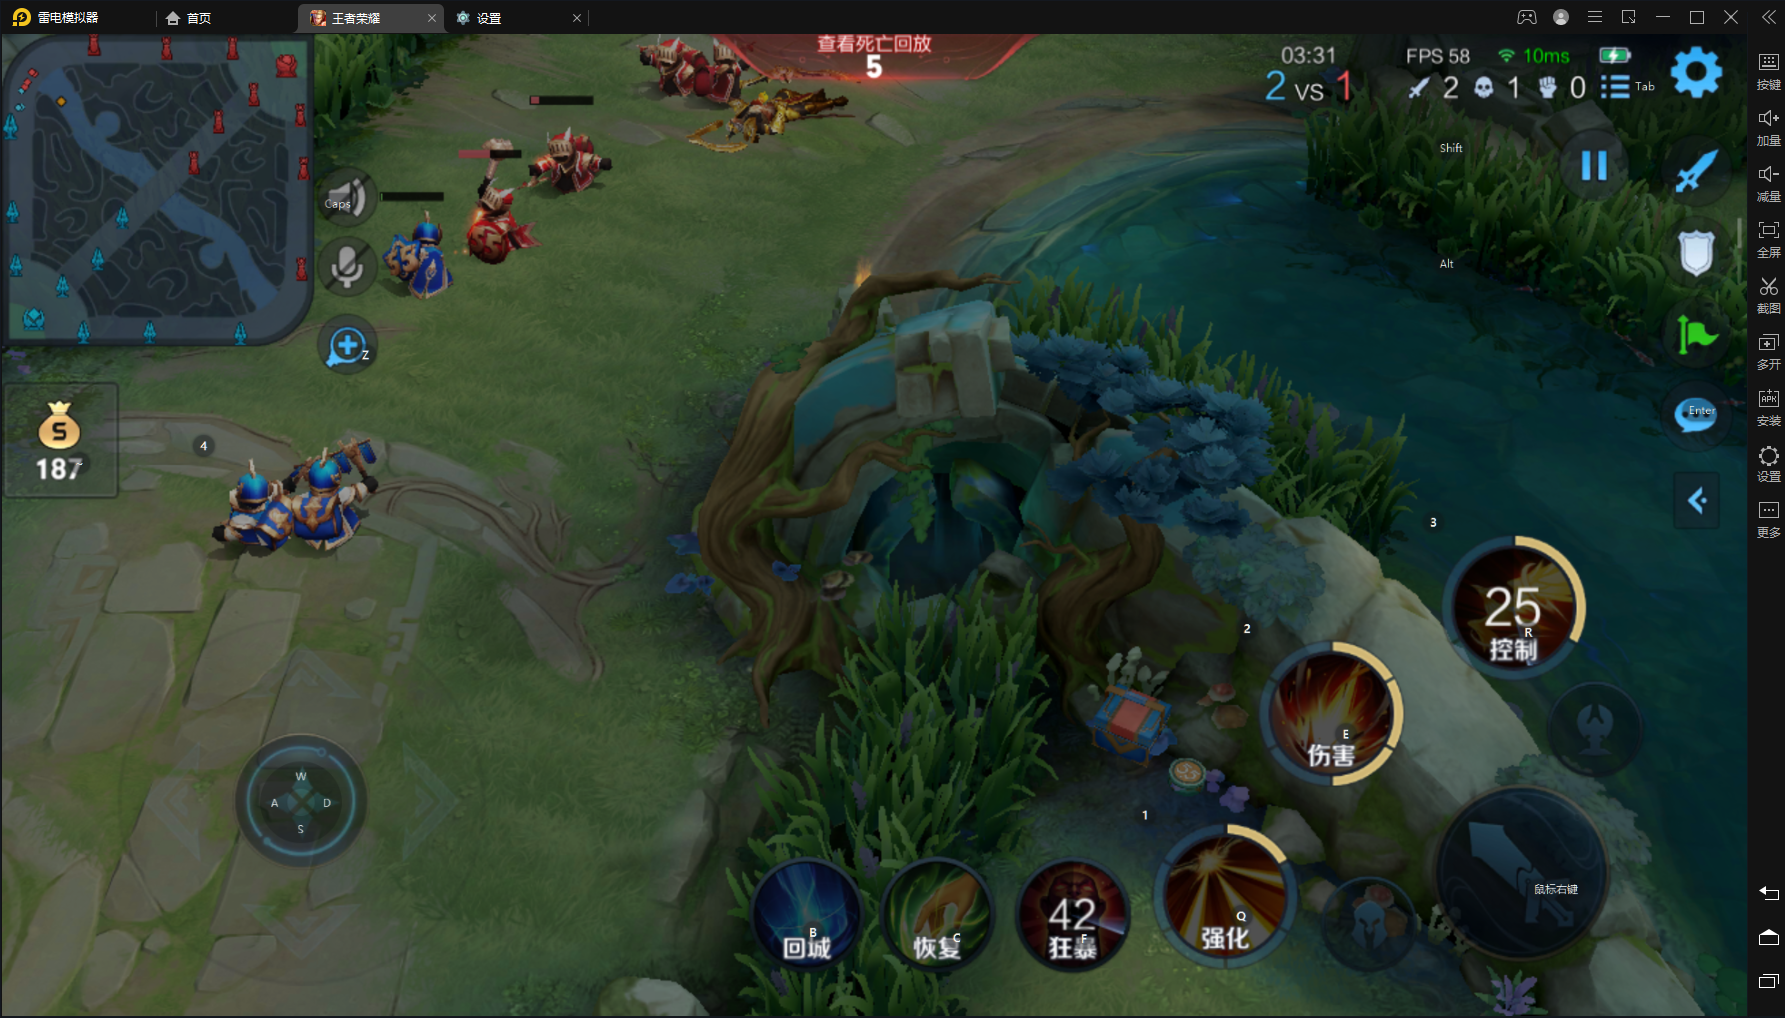 雷电模拟器
首页
王者荣耀
设置
查看死亡回放
5
03:31
FPS 58
10ms
2 VS 1
2
1
0
Tab
按键
加量
减量
全屏
截图
多开
安装
设置
更多
Shift
Alt
Caps
Z
Enter
187
4
3
2
1
25
R
控制
E
伤害
Q
强化
W
A
D
S
B
回城
C
恢复
42
F
狂暴
鼠标右键
APK